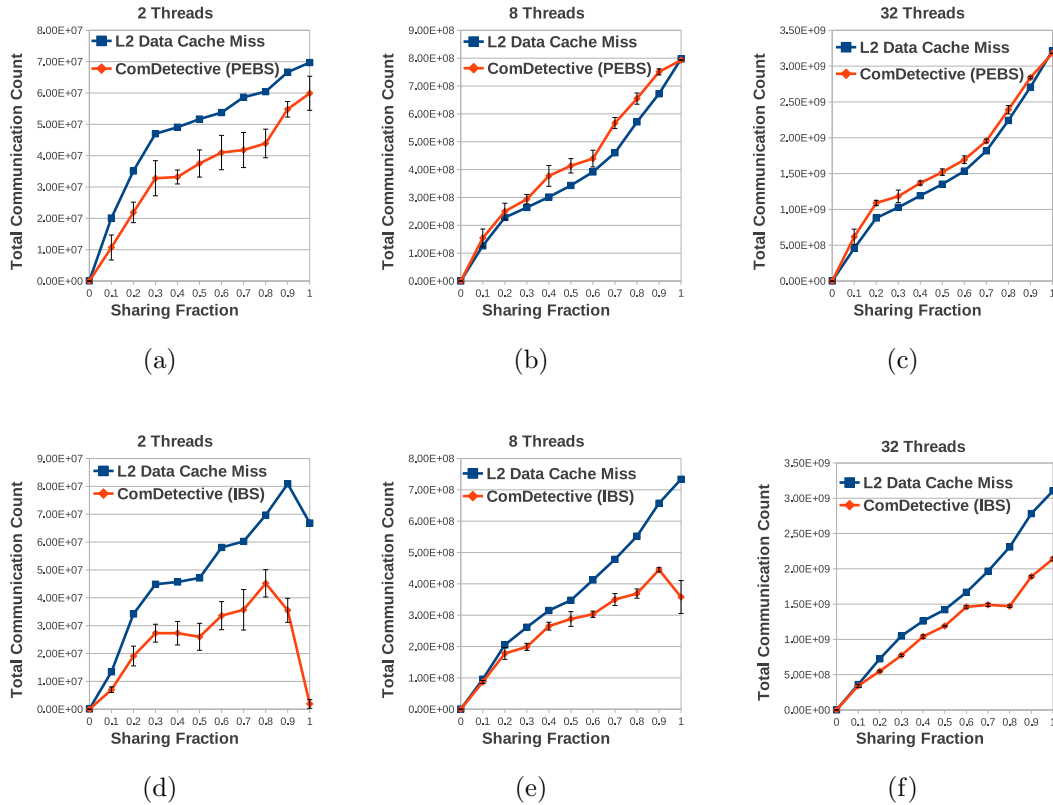 2 Threads
8.00E+07
7.00E+07
6.00E+07
5.00E+07
4.00E+07
3.00E+07
2.00E+07
1.00E+07
0.00E+00
L2 Data Cache Miss
ComDetective (PEBS)
Total Communication Count
0 0.1 0.2 0.3 0.4 0.5 0.6 0.7 0.8 0.9 1
Sharing Fraction
(a)
8 Threads
9.00E+08
8.00E+08
7.00E+08
6.00E+08
5.00E+08
4.00E+08
3.00E+08
2.00E+08
1.00E+08
0.00E+00
L2 Data Cache Miss
ComDetective (PEBS)
Total Communication Count
0 0.1 0.2 0.3 0.4 0.5 0.6 0.7 0.8 0.9 1
Sharing Fraction
(b)
32 Threads
3.50E+09
3.00E+09
2.50E+09
2.00E+09
1.50E+09
1.00E+09
5.00E+08
0.00E+00
L2 Data Cache Miss
ComDetective (PEBS)
Total Communication Count
0 0.1 0.2 0.3 0.4 0.5 0.6 0.7 0.8 0.9 1
Sharing Fraction
(c)
2 Threads
9.00E+07
8.00E+07
7.00E+07
6.00E+07
5.00E+07
4.00E+07
3.00E+07
2.00E+07
1.00E+07
0.00E+00
L2 Data Cache Miss
ComDetective (IBS)
Total Communication Count
0 0.1 0.2 0.3 0.4 0.5 0.6 0.7 0.8 0.9 1
Sharing Fraction
(d)
8 Threads
8.00E+08
7.00E+08
6.00E+08
5.00E+08
4.00E+08
3.00E+08
2.00E+08
1.00E+08
0.00E+00
L2 Data Cache Miss
ComDetective (IBS)
Total Communication Count
0 0.1 0.2 0.3 0.4 0.5 0.6 0.7 0.8 0.9 1
Sharing Fraction
(e)
32 Threads
3.50E+09
3.00E+09
2.50E+09
2.00E+09
1.50E+09
1.00E+09
5.00E+08
0.00E+00
L2 Data Cache Miss
ComDetective (IBS)
Total Communication Count
0 0.1 0.2 0.3 0.4 0.5 0.6 0.7 0.8 0.9 1
Sharing Fraction
(f)